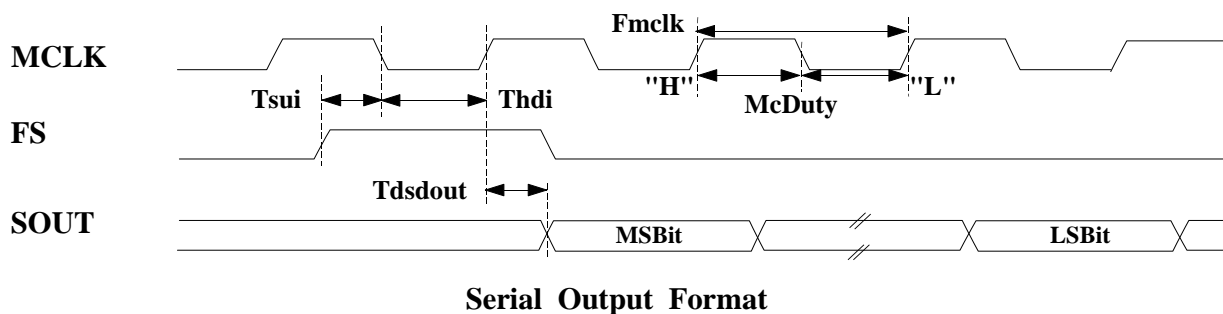 Fmclk
MCLK
"H"
"L"
Tsui
Thdi
McDuty
FS
Tdsdout
SOUT
MSBit
LSBit
Serial Output Format